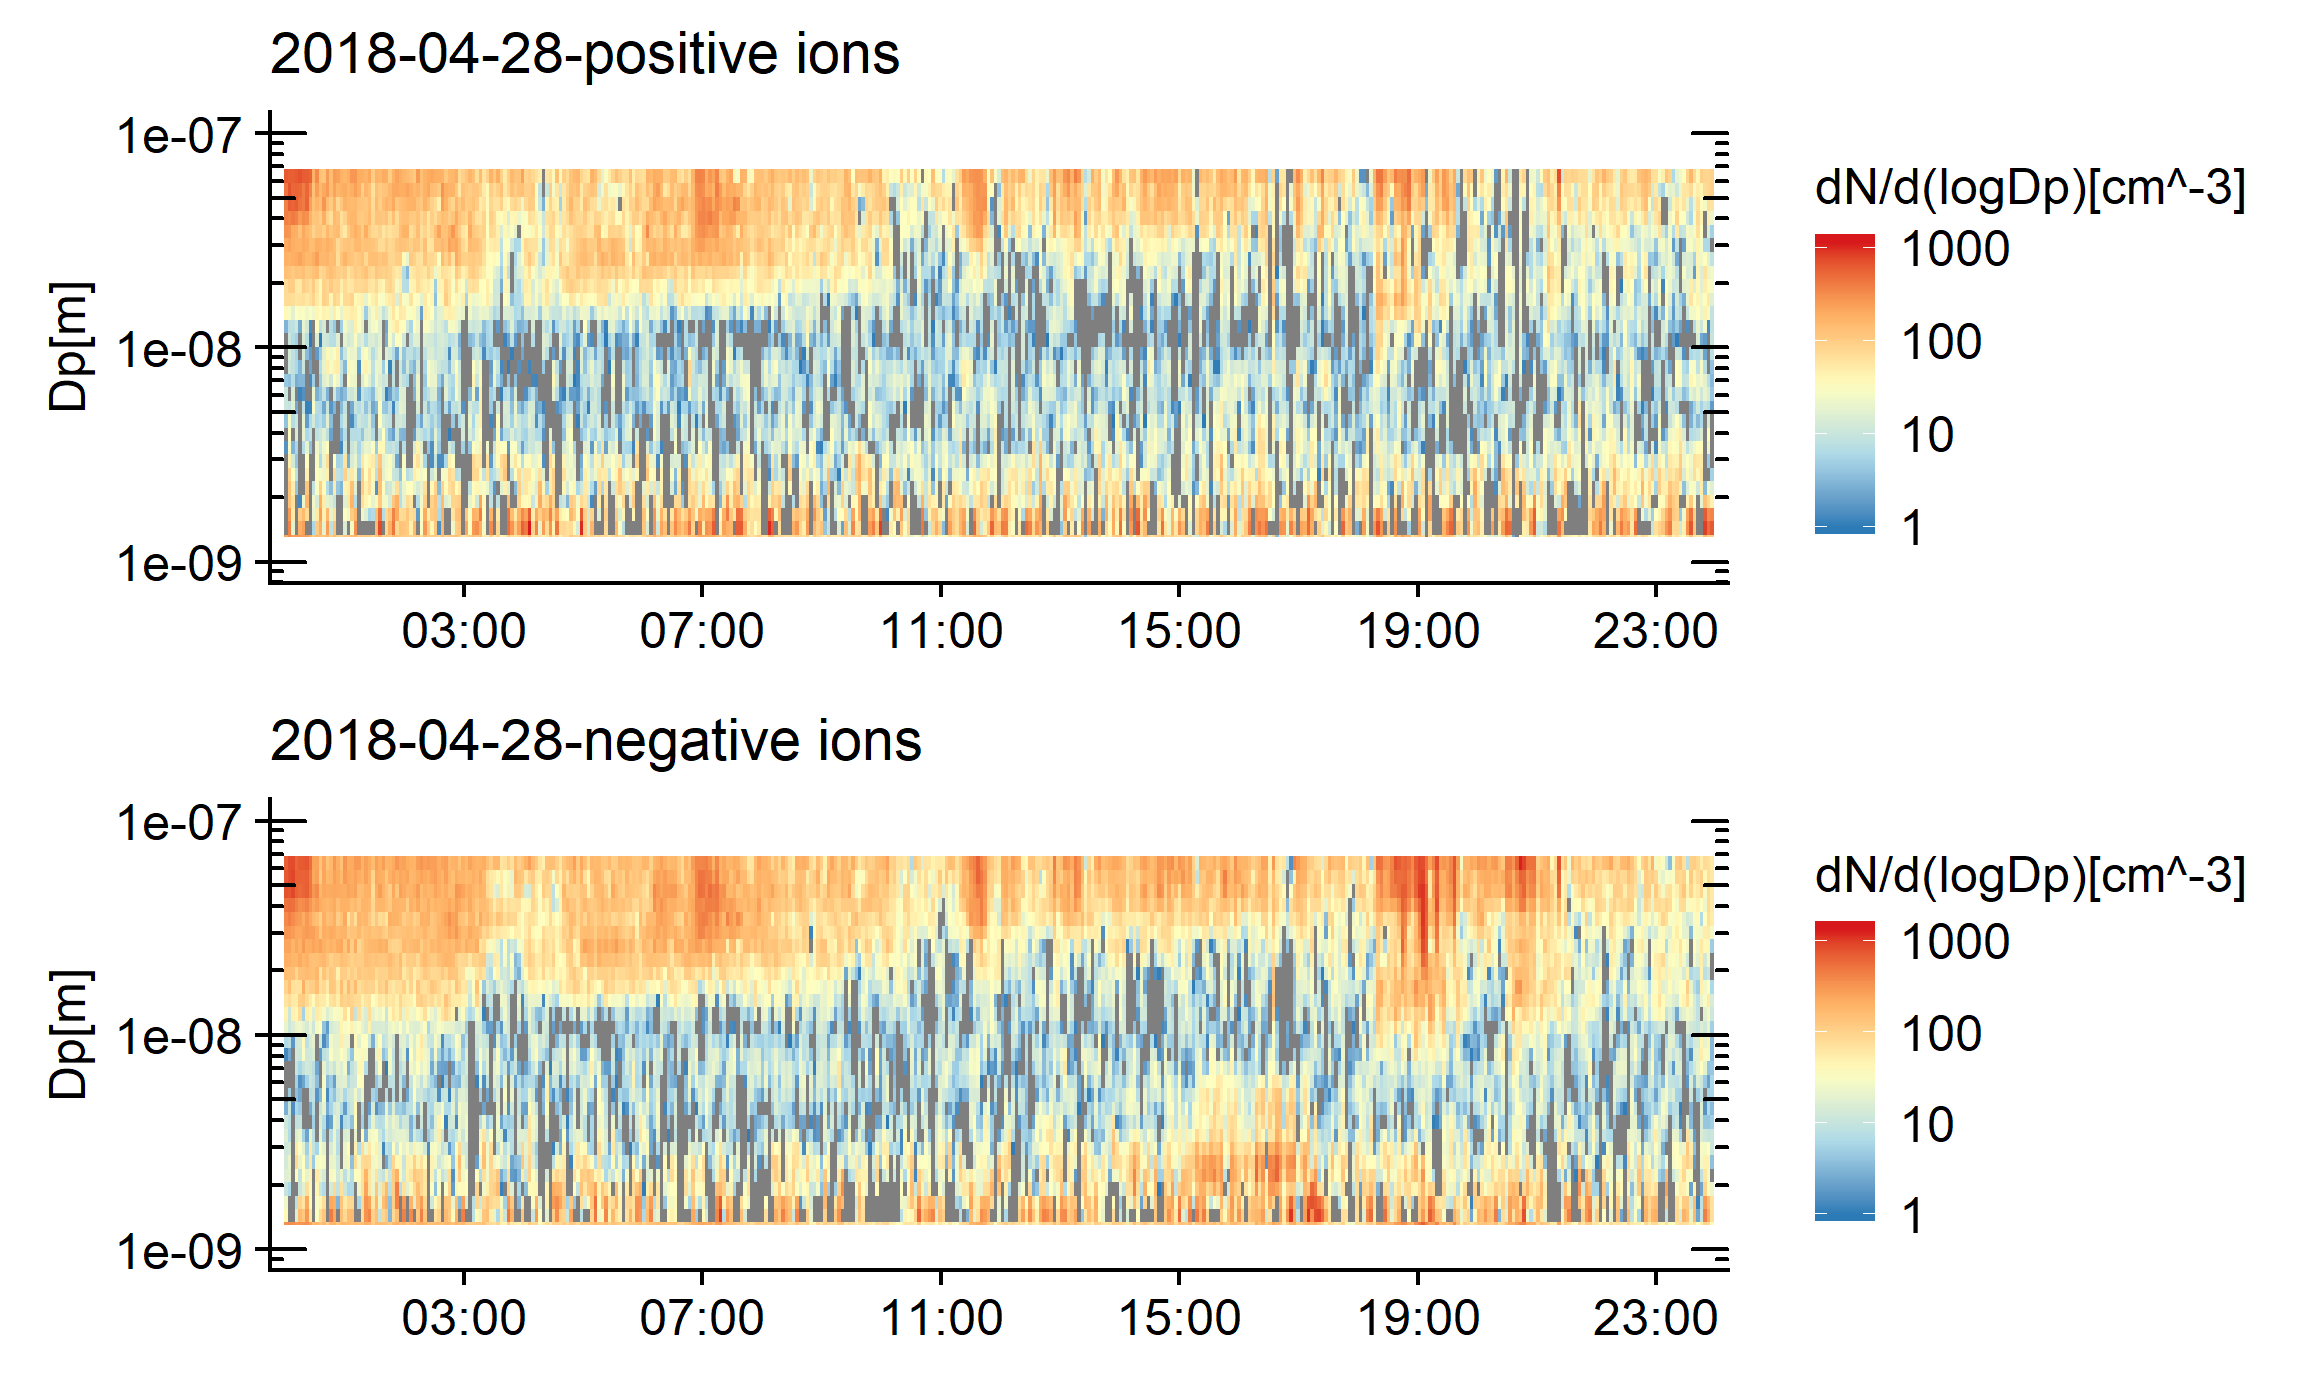 2018-04-28-positive ions
1e-07
1e-08
1e-09
Dp[m]
03:00 07:00 11:00 15:00 19:00 23:00
dN/d(logDp)[cm^-3]
1000
100
10
1
2018-04-28-negative ions
1e-07
1e-08
1e-09
Dp[m]
03:00 07:00 11:00 15:00 19:00 23:00
dN/d(logDp)[cm^-3]
1000
100
10
1